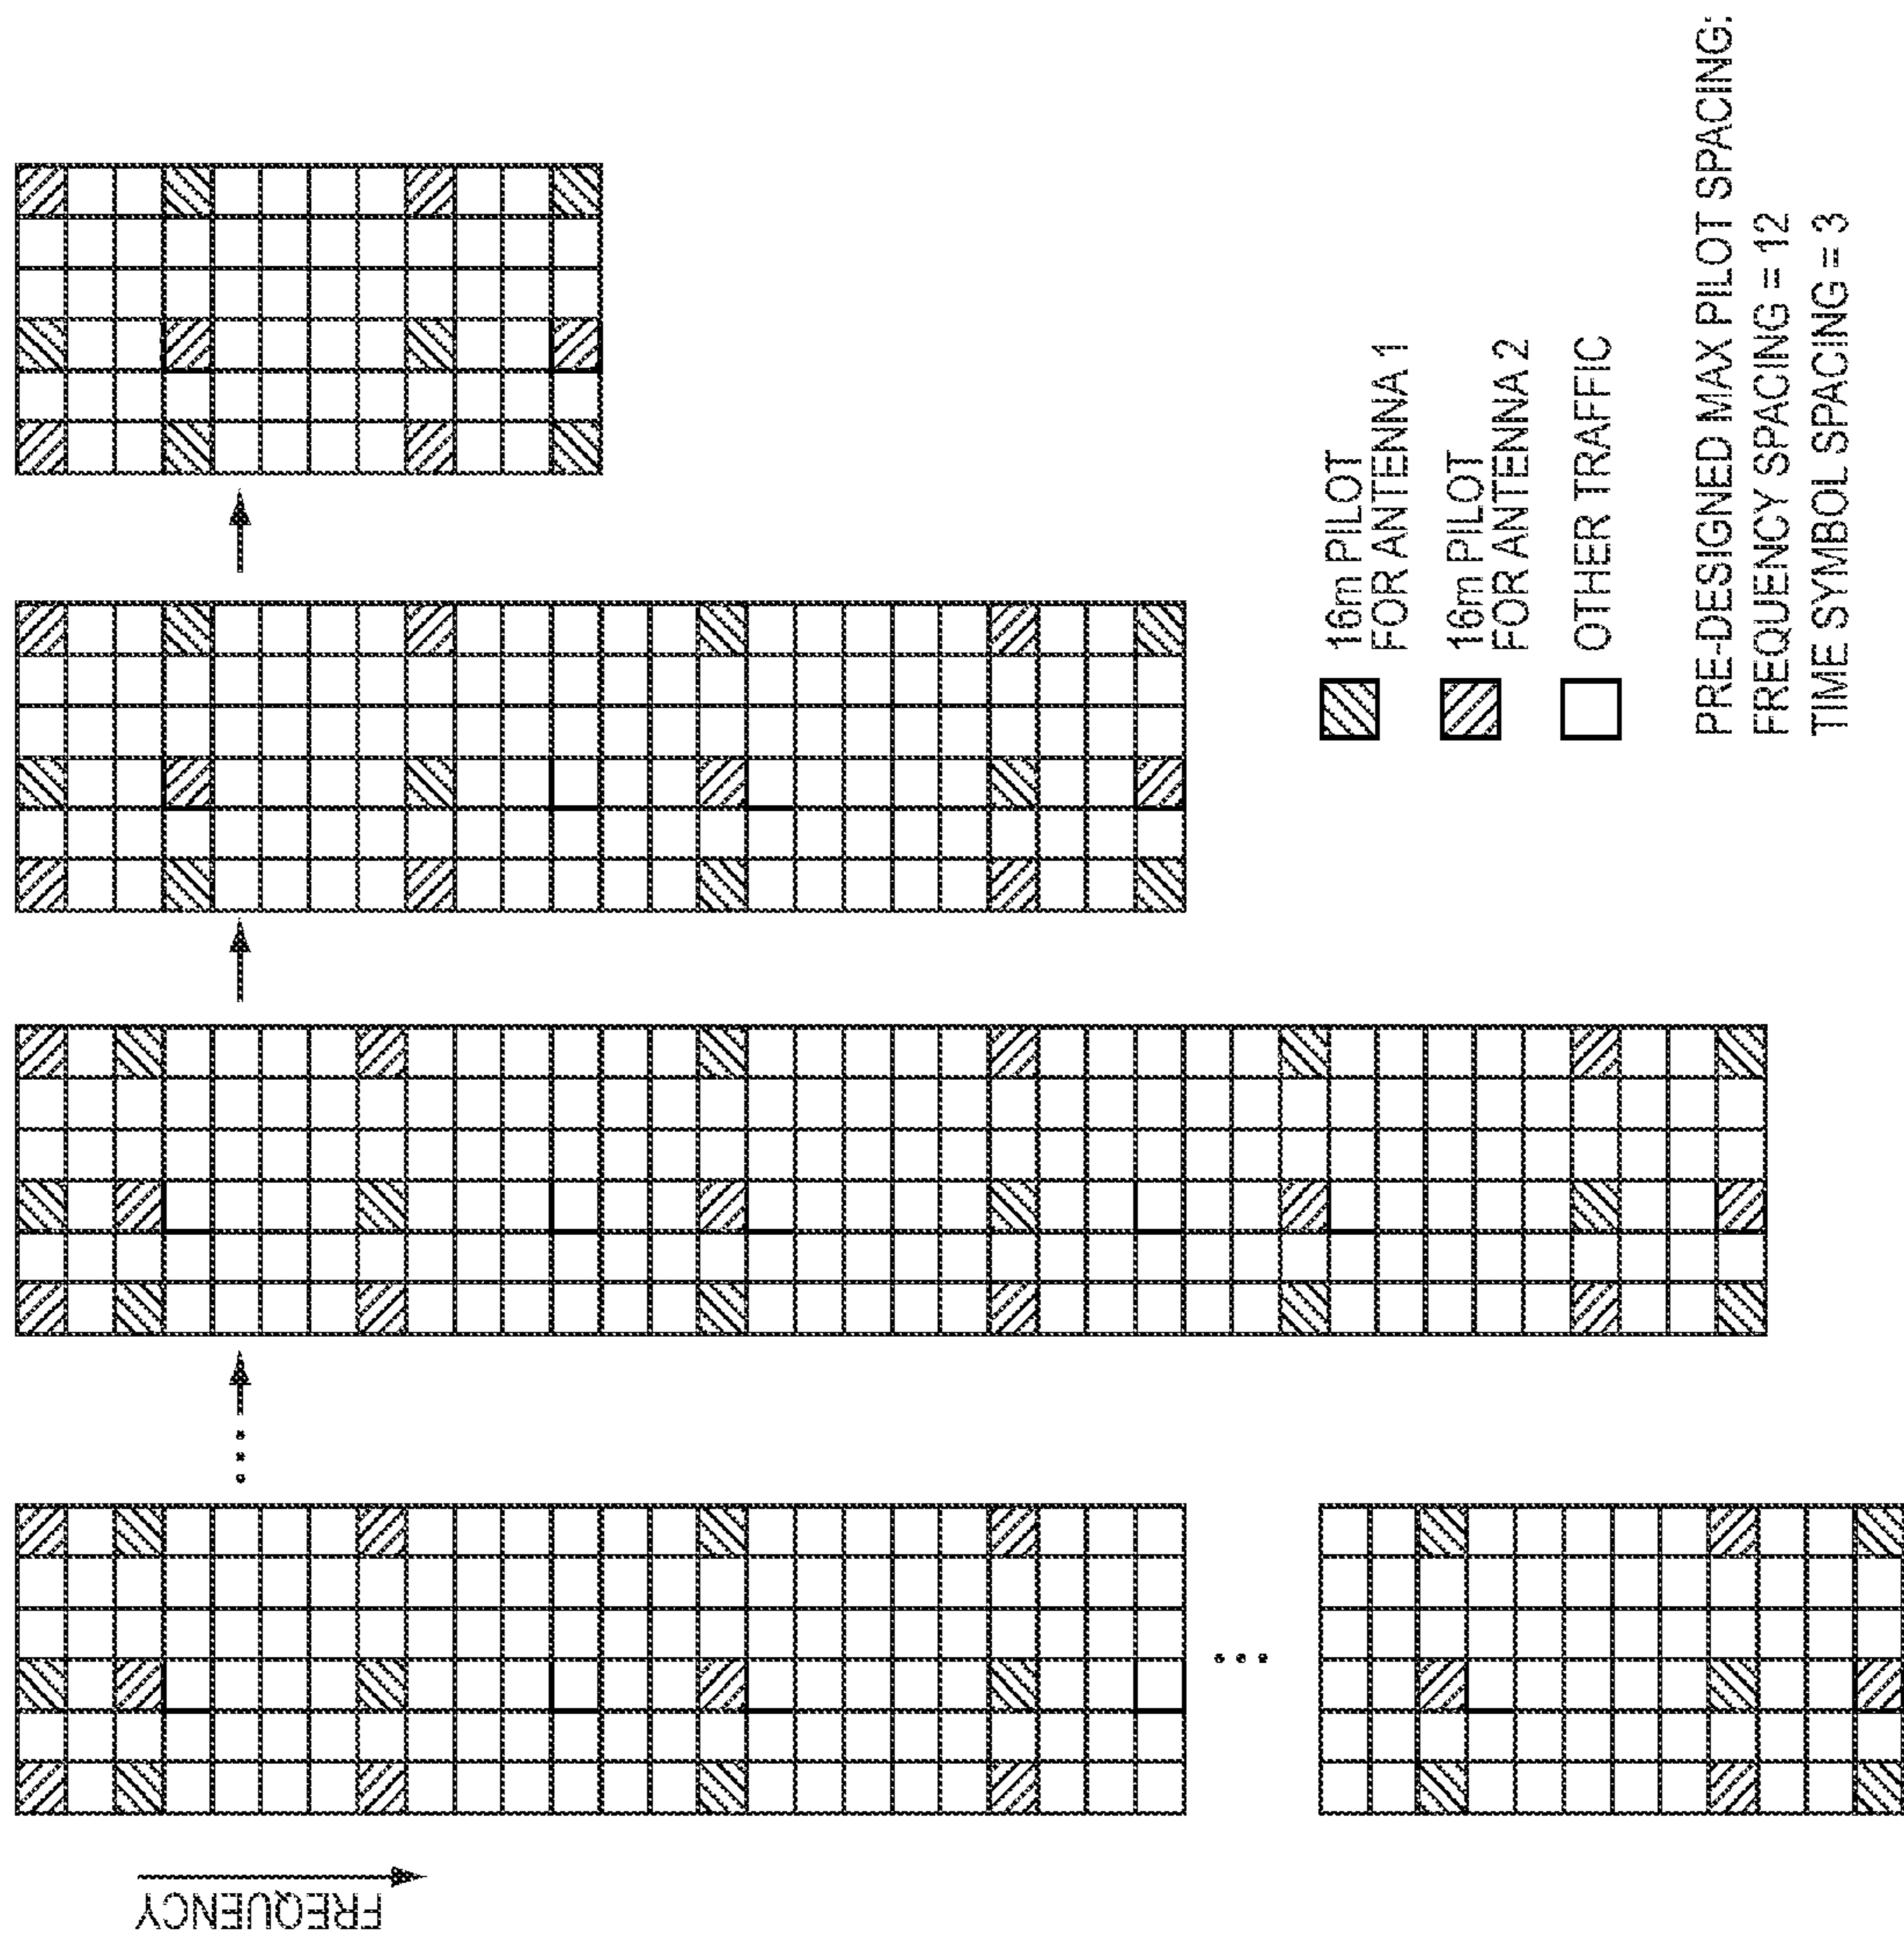 FREQUENCY
16m PILOT
FOR ANTENNA 1
16m PILOT
FOR ANTENNA 2
OTHER TRAFFIC
PRE-DESIGNED MAX PILOT SPACING:
FREQUENCY SPACING = 12
TIME SYMBOL SPACING = 3